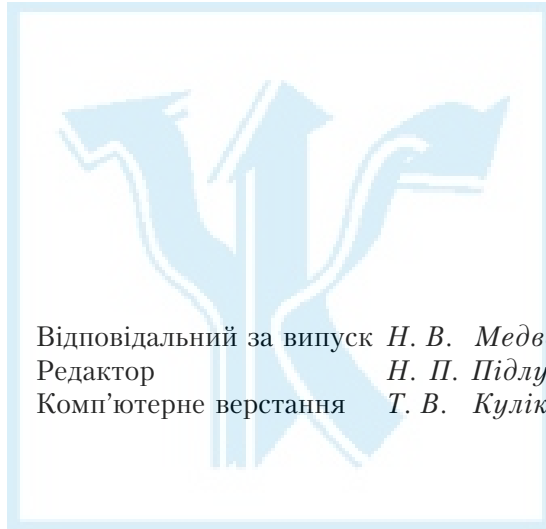 Відповідальний за випуск Н. В. Медв
Редактор Н. П. Підлу
Комп'ютерне верстання Т. В. Кулік